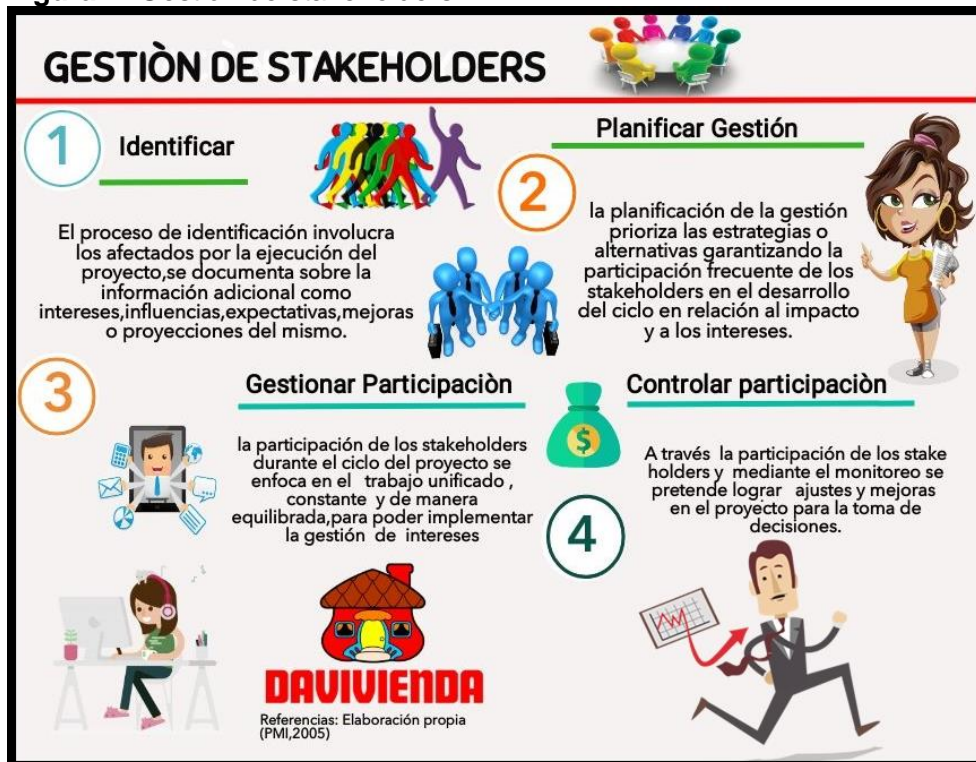 GESTIÒN DE STAKEHOLDERS
1
Identificar
El proceso de identificación involucra
los afectados por la ejecución del
proyecto,se documenta sobre la
información adicional como
intereses,influencias,expectativas,mejoras
o proyecciones del mismo.
2
Planificar Gestión
la planificación de la gestión
prioriza las estrategias o
alternativas garantizando la
participación frecuente de los
stakeholders en el desarrollo
del ciclo en relación al impacto
y a los intereses.
3
Gestionar Participaciòn
la participación de los stakeholders
durante el ciclo del proyecto se
enfoca en el trabajo unificado ,
constante y de manera
equilibrada,para poder implementar
la gestión de intereses
$
Controlar participaciòn
4
A través la participación de los stake
holders y mediante el monitoreo se
pretende lograr ajustes y mejoras
en el proyecto para la toma de
decisiones.
DAVIVIENDA
Referencias: Elaboración propia
(PMI,2005)